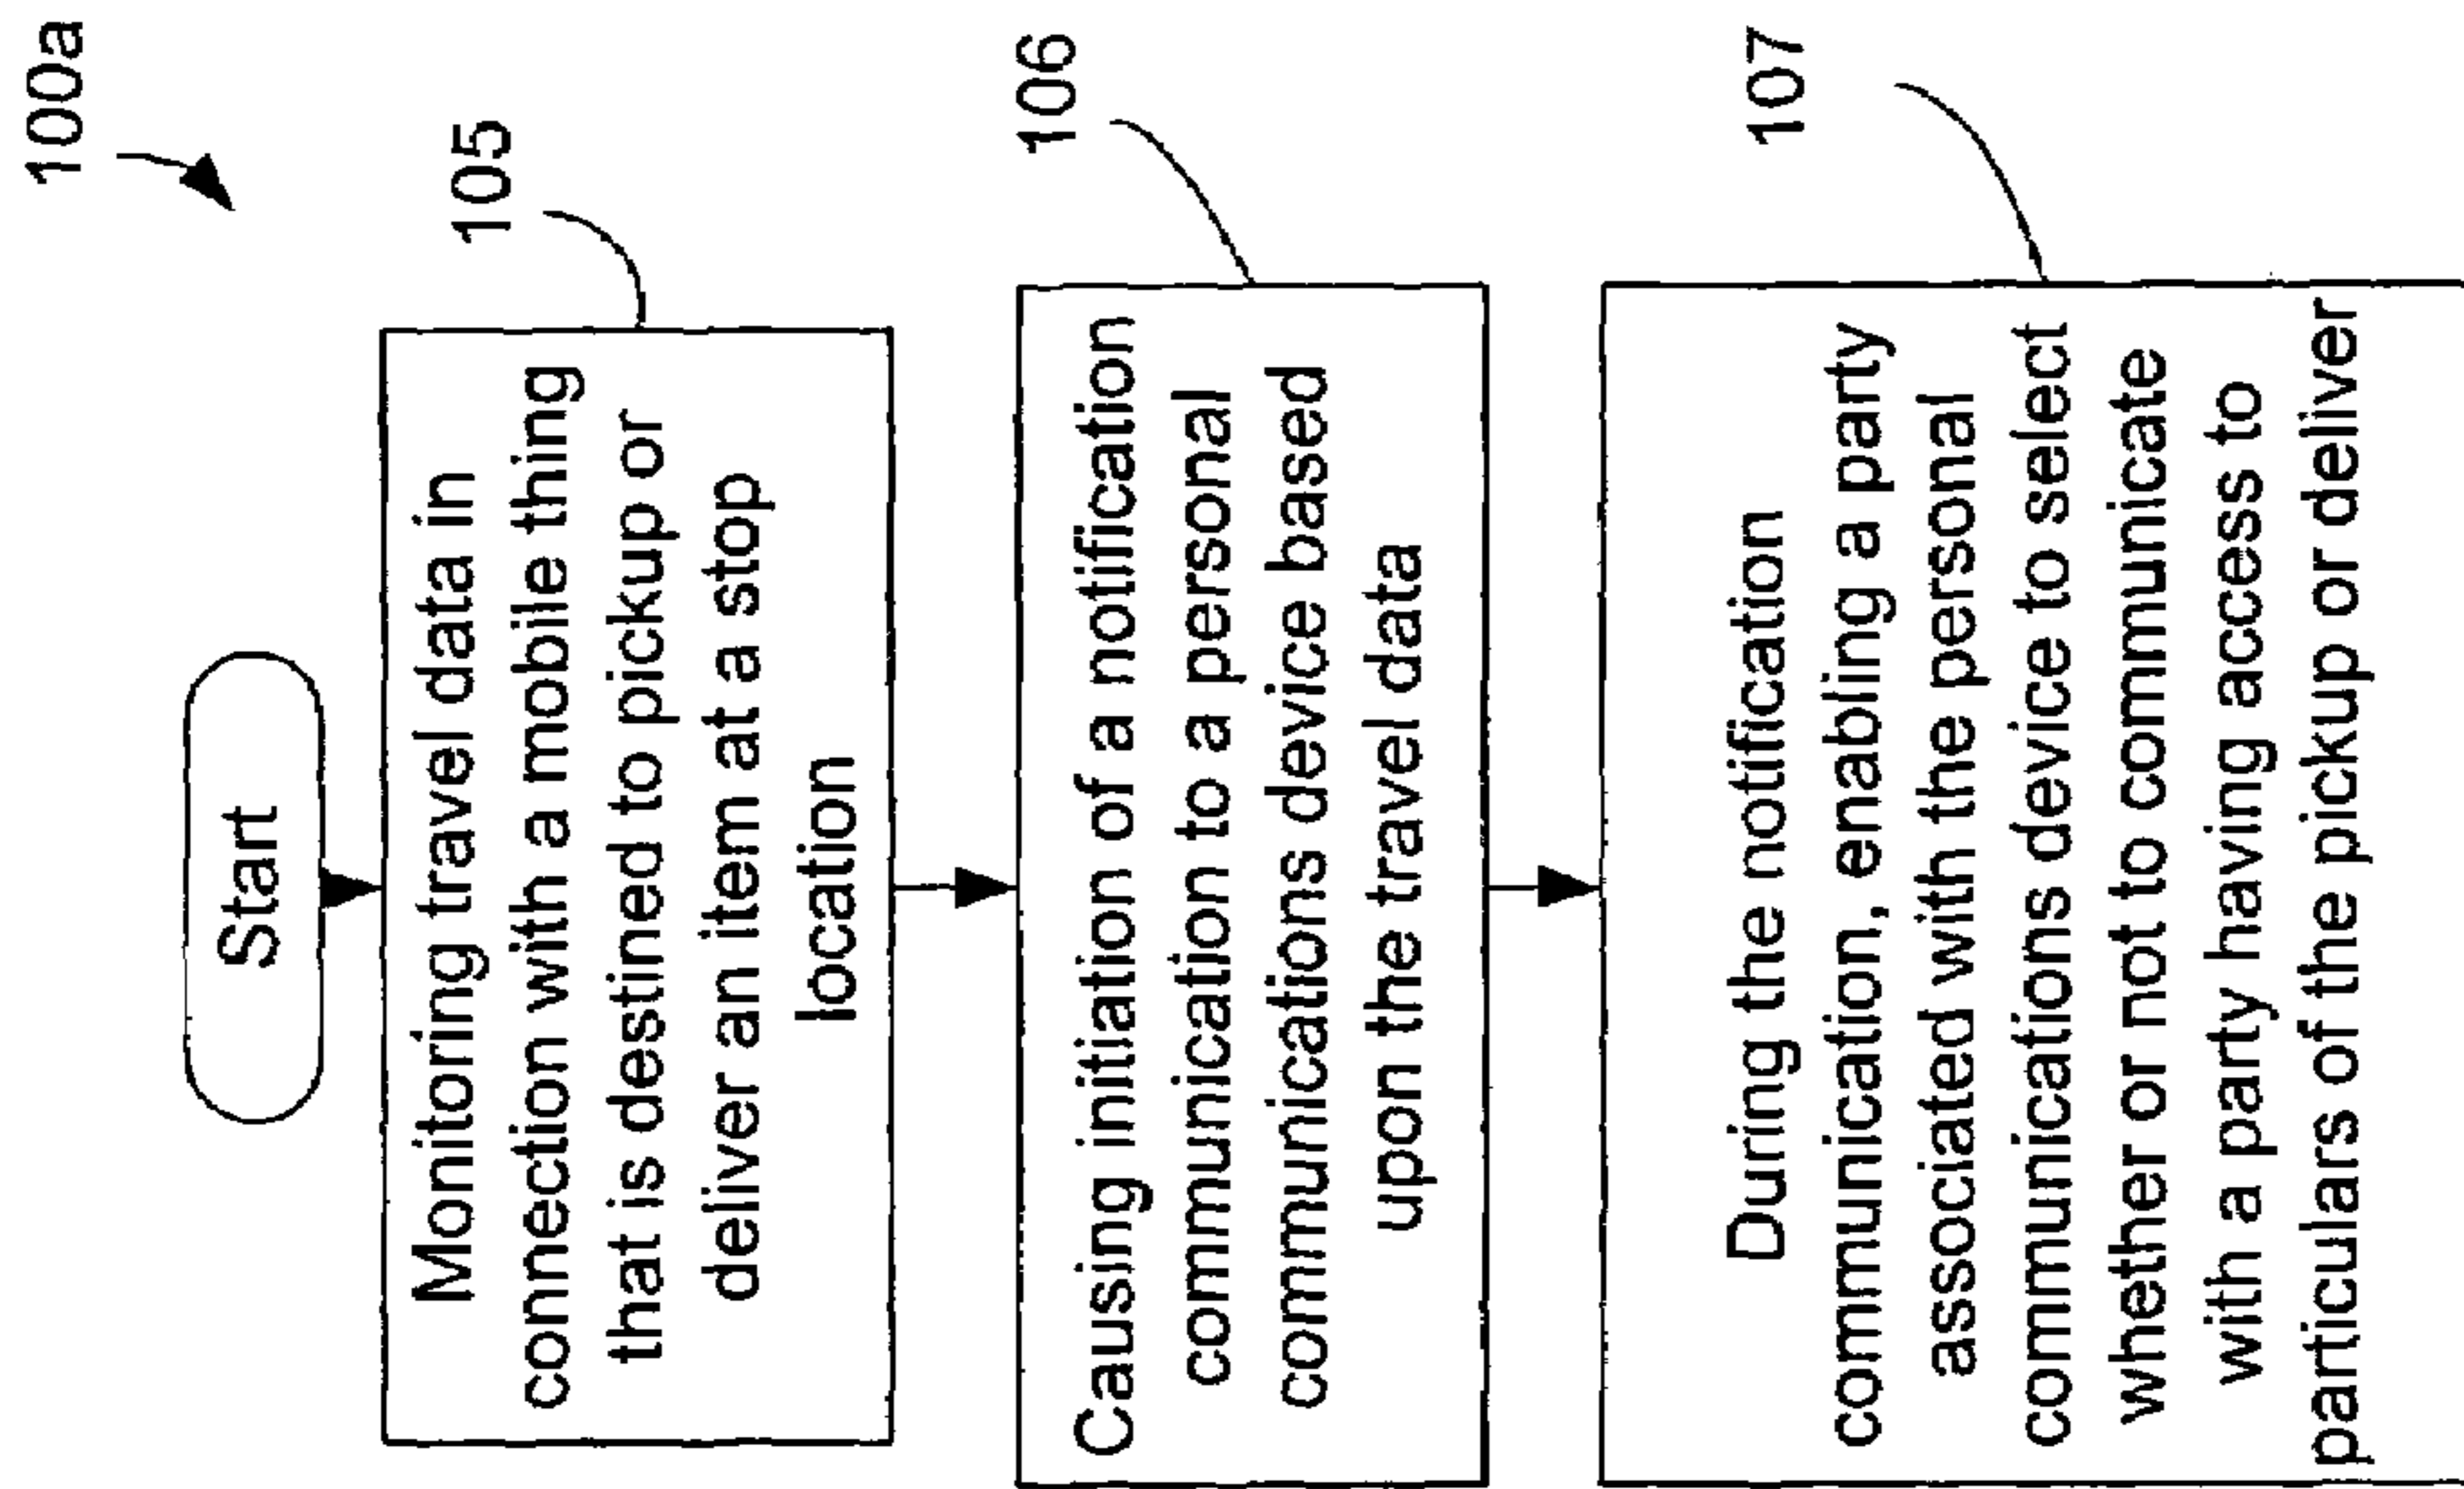 100a
Start
105
Monitoring travel data in
connection with a mobile thing
that is destined to pickup or
deliver an item at a stop
location
106
Causing initiation of a notification
communication to a personal
communications device based
upon the travel data
107
During the notification
communication, enabling a party
associated with the personal
communications device to select
whether or not to communicate
with a party having access to
particulars of the pickup or deliver